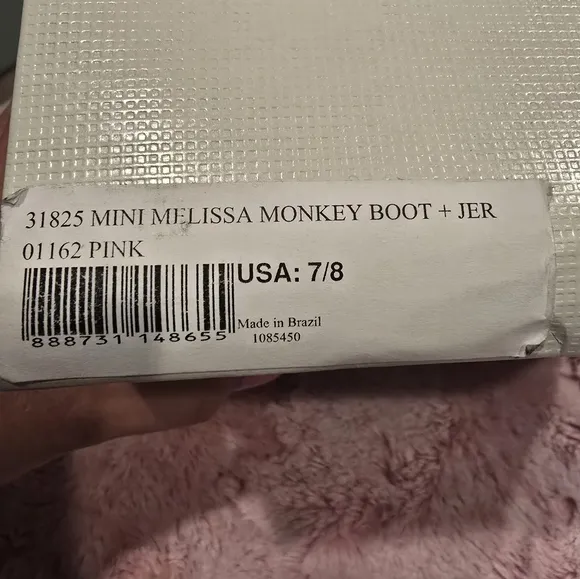 31825 MINI MELISSA MONKEY BOOT + JER
01162 PINK
USA: 7/8
888731 148655
Made in Brazil
1085450